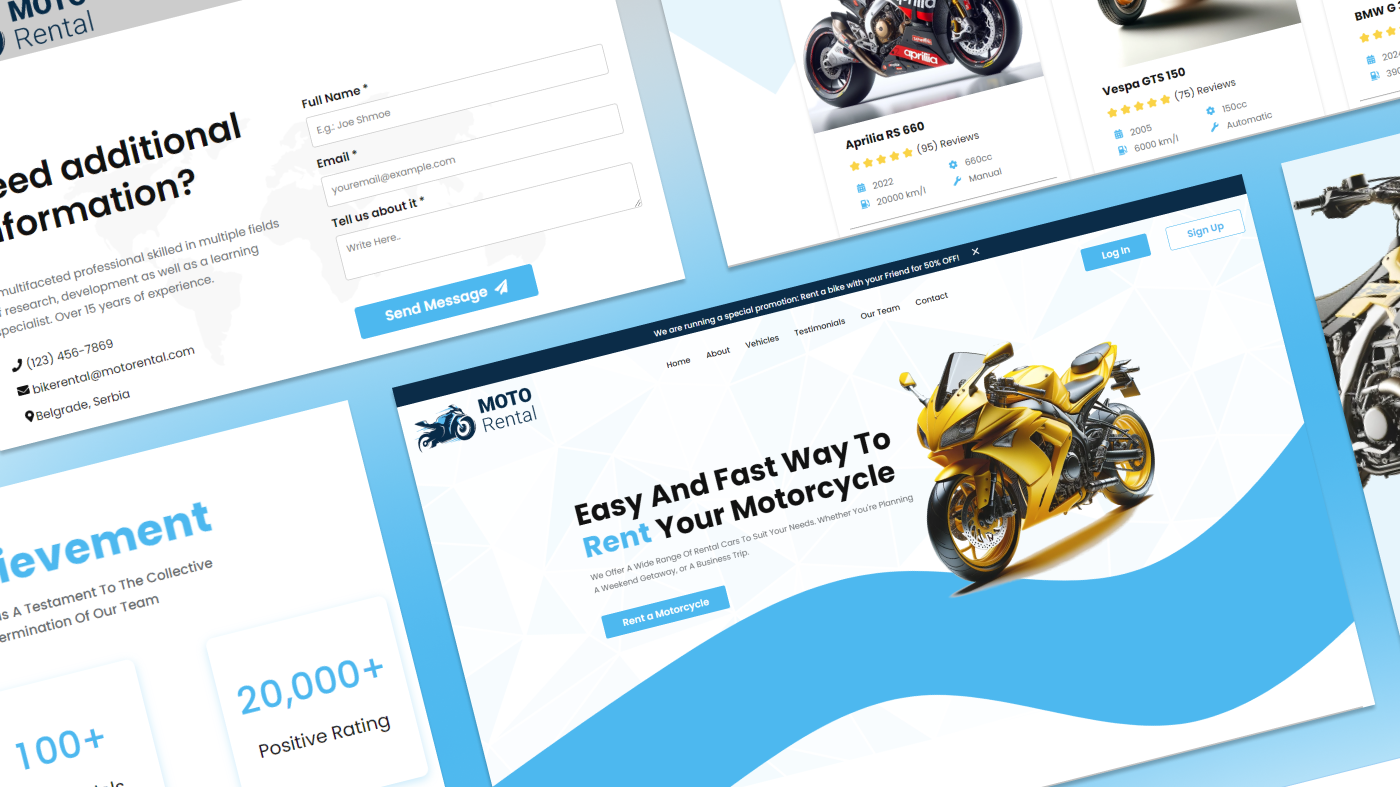 MOTO
Rental
eed additional
nformation?
multifaceted professional skilled in multiple fields
f research, development as well as a learning
specialist. Over 15 years of experience.
(123) 456-7869
bikerental@motorental.com
Belgrade, Serbia
Full Name *
E.g.: Joe Shmoe
Email *
youremail@example.com
Tell us about it *
Write Here..
Send Message
aprilia
Aprilia RS 660
(95) Reviews
2022
660cc
20000 km/l
Manual
Vespa GTS 150
(75) Reviews
2005
150cc
6000 km/l
Automatic
BMW G
We are running a special promotion: Rent a bike with your Friend for 50% OFF!
Log In
Sign Up
MOTO
Rental
Home
About
Vehicles
Testimonials
Our Team
Contact
Easy And Fast Way To
Rent Your Motorcycle
We Offer A Wide Range Of Rental Cars To Suit Your Needs. Whether You're Planning
A Weekend Getaway, or A Business Trip.
Rent a Motorcycle
ievement
Is A Testament To The Collective
ermination Of Our Team
100+
20,000+
Positive Rating